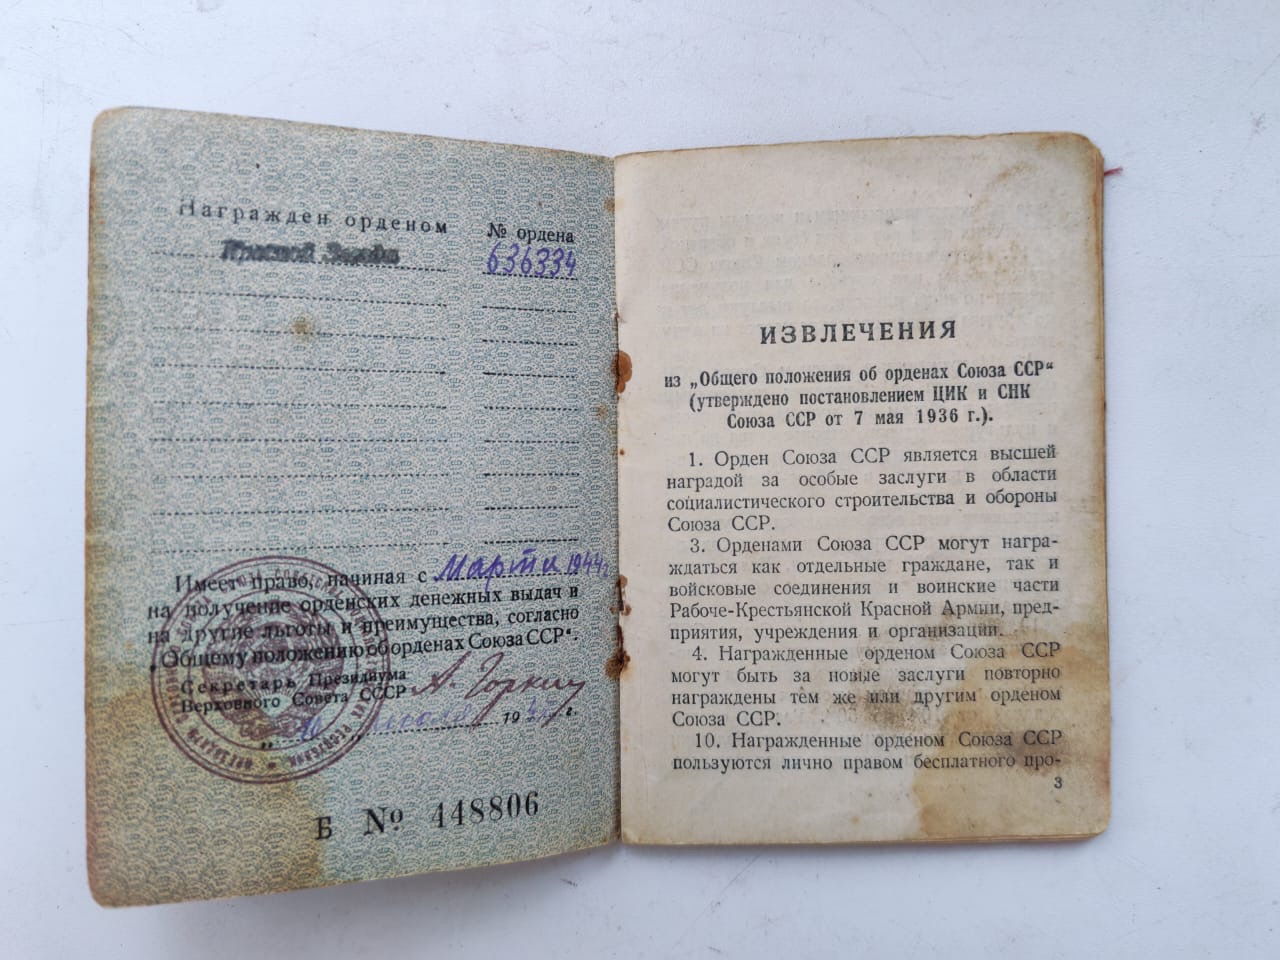 Награжден орденом
№ ордена
Красной Звезды
636334
Имеет право, начиная с Марта 1944 г.
на получение орденских денежных выдач и
на другие льготы и преимущества, согласно
„Общему положению об орденах Союза ССР“.
Секретарь Президиума
Верховного Совета СССР А. Горкин
19 г.
Б № 448806
ИЗВЛЕЧЕНИЯ
из „Общего положения об орденах Союза ССР“
(утверждено постановлением ЦИК и СНК
Союза ССР от 7 мая 1936 г.).
1. Орден Союза ССР является высшей
наградой за особые заслуги в области
социалистического строительства и обороны
Союза ССР.
3. Орденами Союза ССР могут награ-
ждаться как отдельные граждане, так и
войсковые соединения и воинские части
Рабоче-Крестьянской Красной Армии, пред-
приятия, учреждения и организации.
4. Награжденные орденом Союза ССР
могут быть за новые заслуги повторно
награждены тем же или другим орденом
Союза ССР.
10. Награжденные орденом Союза ССР
пользуются лично правом бесплатного про-
3